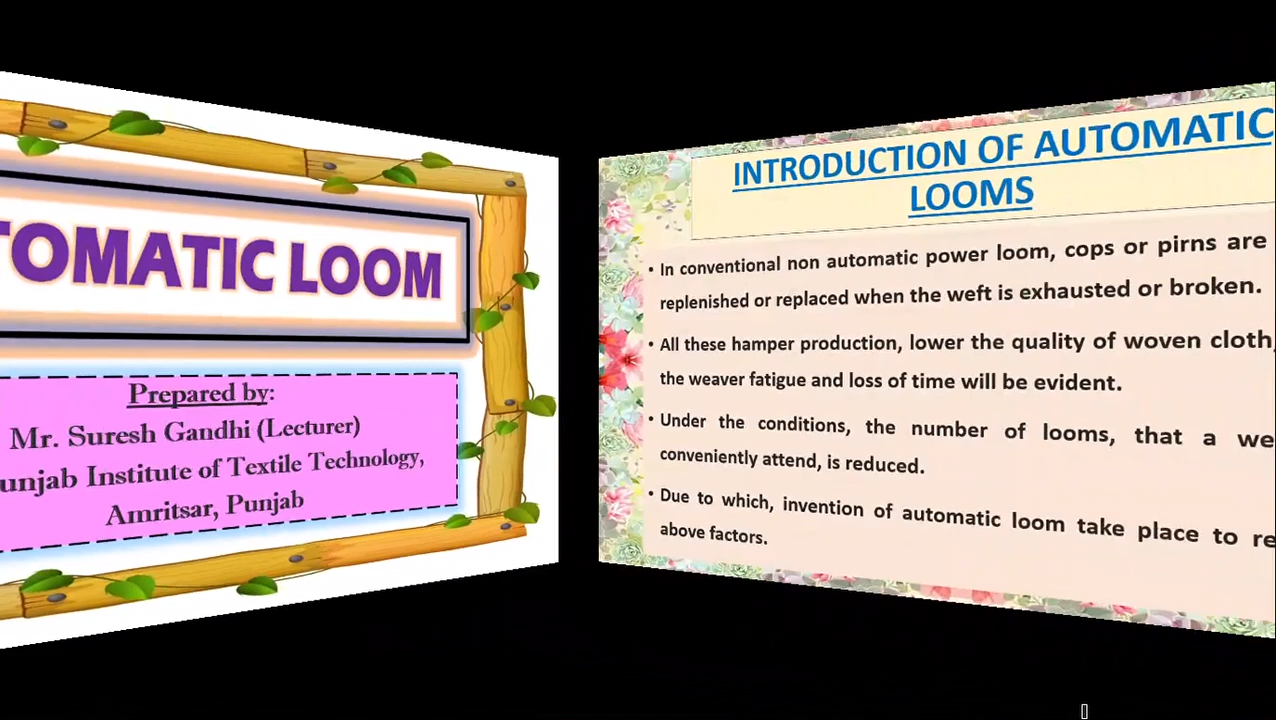 TOMATIC LOOM
Prepared by:
Mr. Suresh Gandhi (Lecturer)
unjab Institute of Textile Technology,
Amritsar, Punjab
INTRODUCTION OF AUTOMATIC
LOOMS
• In conventional non automatic power loom, cops or pirns are
replenished or replaced when the weft is exhausted or broken.
• All these hamper production, lower the quality of woven cloth,
the weaver fatigue and loss of time will be evident.
• Under the conditions, the number of looms, that a we
conveniently attend, is reduced.
• Due to which, invention of automatic loom take place to re
above factors.